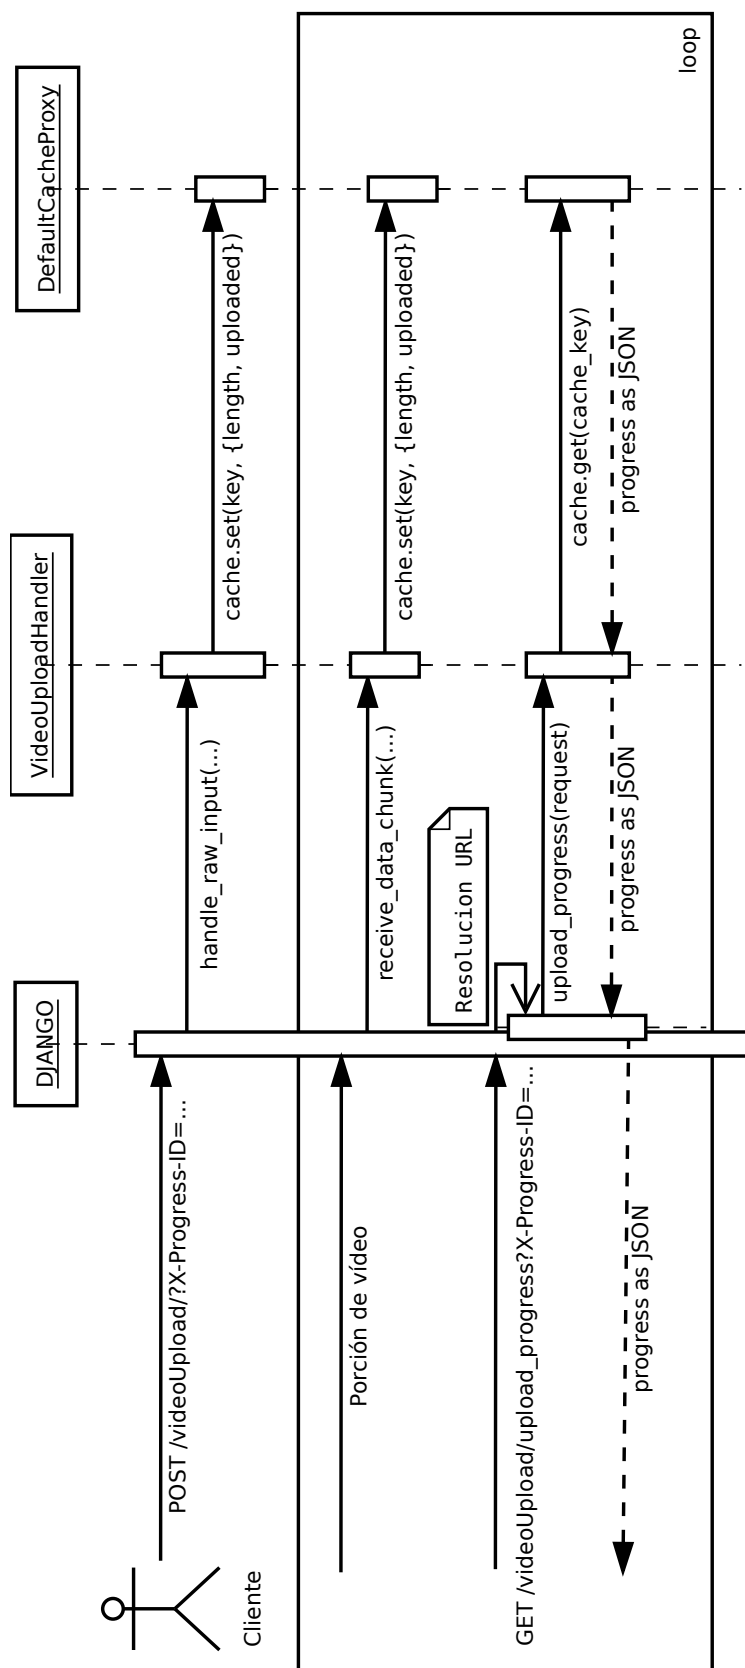 DJANGO
VideoUploadHandler
DefaultCacheProxy
Cliente
POST /videoUpload/?X-Progress-ID=...
handle_raw_input(...)
cache.set(key, {length, uploaded})
loop
Porción de vídeo
receive_data_chunk(...)
cache.set(key, {length, uploaded})
Resolucion URL
GET /videoUpload/upload_progress?X-Progress-ID=...
upload_progress(request)
cache.get(cache_key)
progress as JSON
progress as JSON
progress as JSON